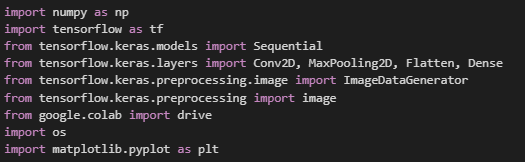 import numpy as np
import tensorflow as tf
from tensorflow.keras.models import Sequential
from tensorflow.keras.layers import Conv2D, MaxPooling2D, Flatten, Dense
from tensorflow.keras.preprocessing.image import ImageDataGenerator
from tensorflow.keras.preprocessing import image
from google.colab import drive
import os
import matplotlib.pyplot as plt